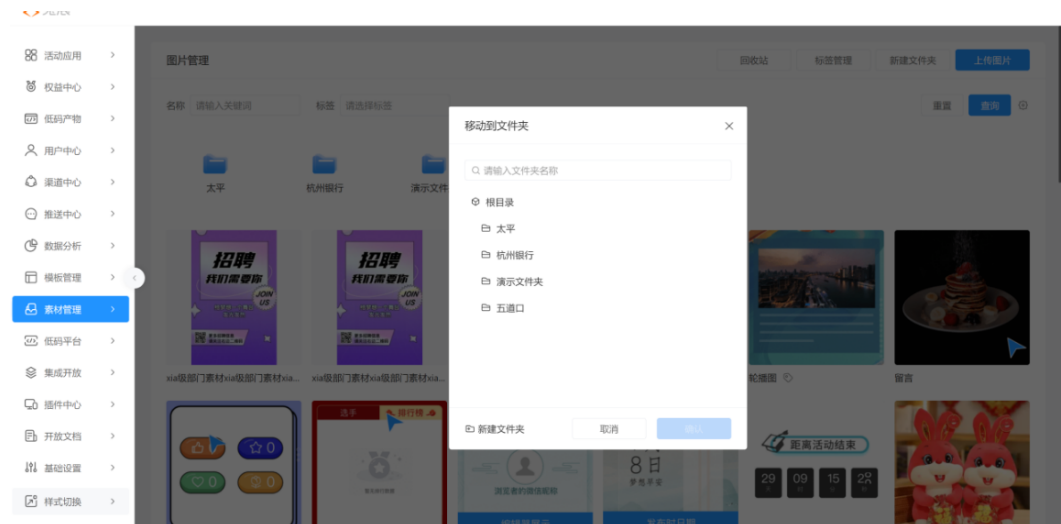 活动应用
权益中心
低码产物
用户中心
渠道中心
推送中心
数据分析
模板管理
素材管理
低码平台
集成开放
插件中心
开放文档
基础设置
样式切换
图片管理
回收站 标签管理 新建文件夹 上传图片
名称 请输入关键词 标签 请选择标签 重置 查询
太平 杭州银行 演示文件
移动到文件夹
请输入文件夹名称
根目录
太平
杭州银行
演示文件夹
五道口
新建文件夹 取消 确认
招聘 招聘
我们需要你 我们需要你
JOIN US JOIN US
xia级部门素材xia级部门素材xia... xia级部门素材xia级部门素材xia... 轮播图 留言
选手 排行榜
0 0
0 0
浏览者的微信昵称
8日
梦想平安
距离活动结束
29 09 15